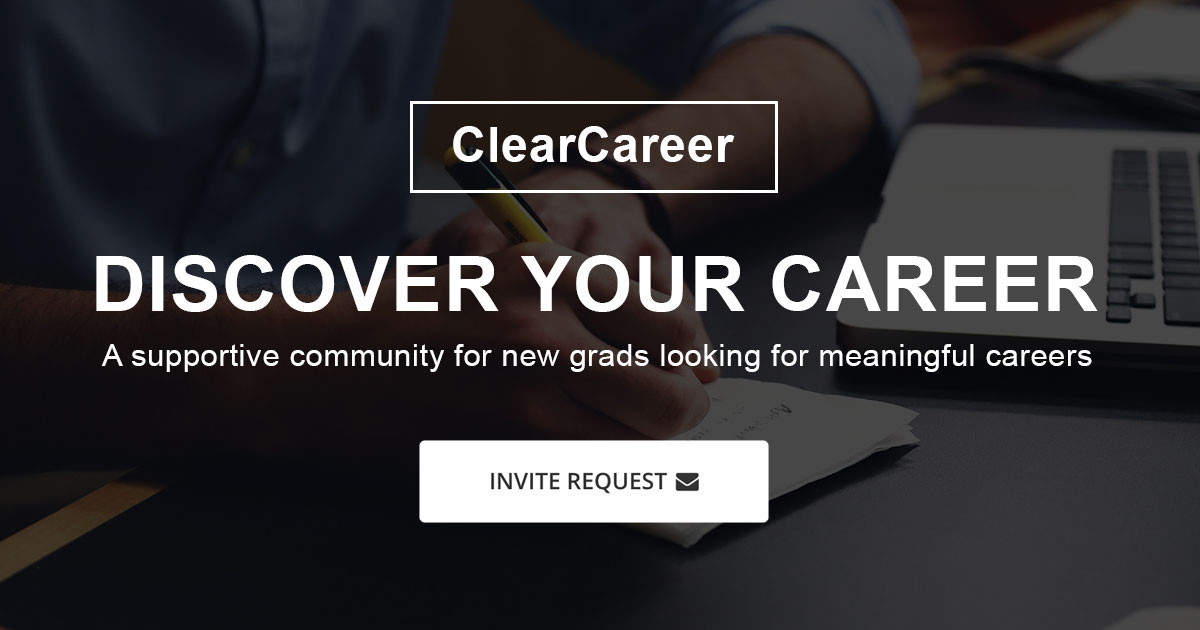 ClearCareer
DISCOVER YOUR CAREER
A supportive community for new grads looking for meaningful careers
INVITE REQUEST